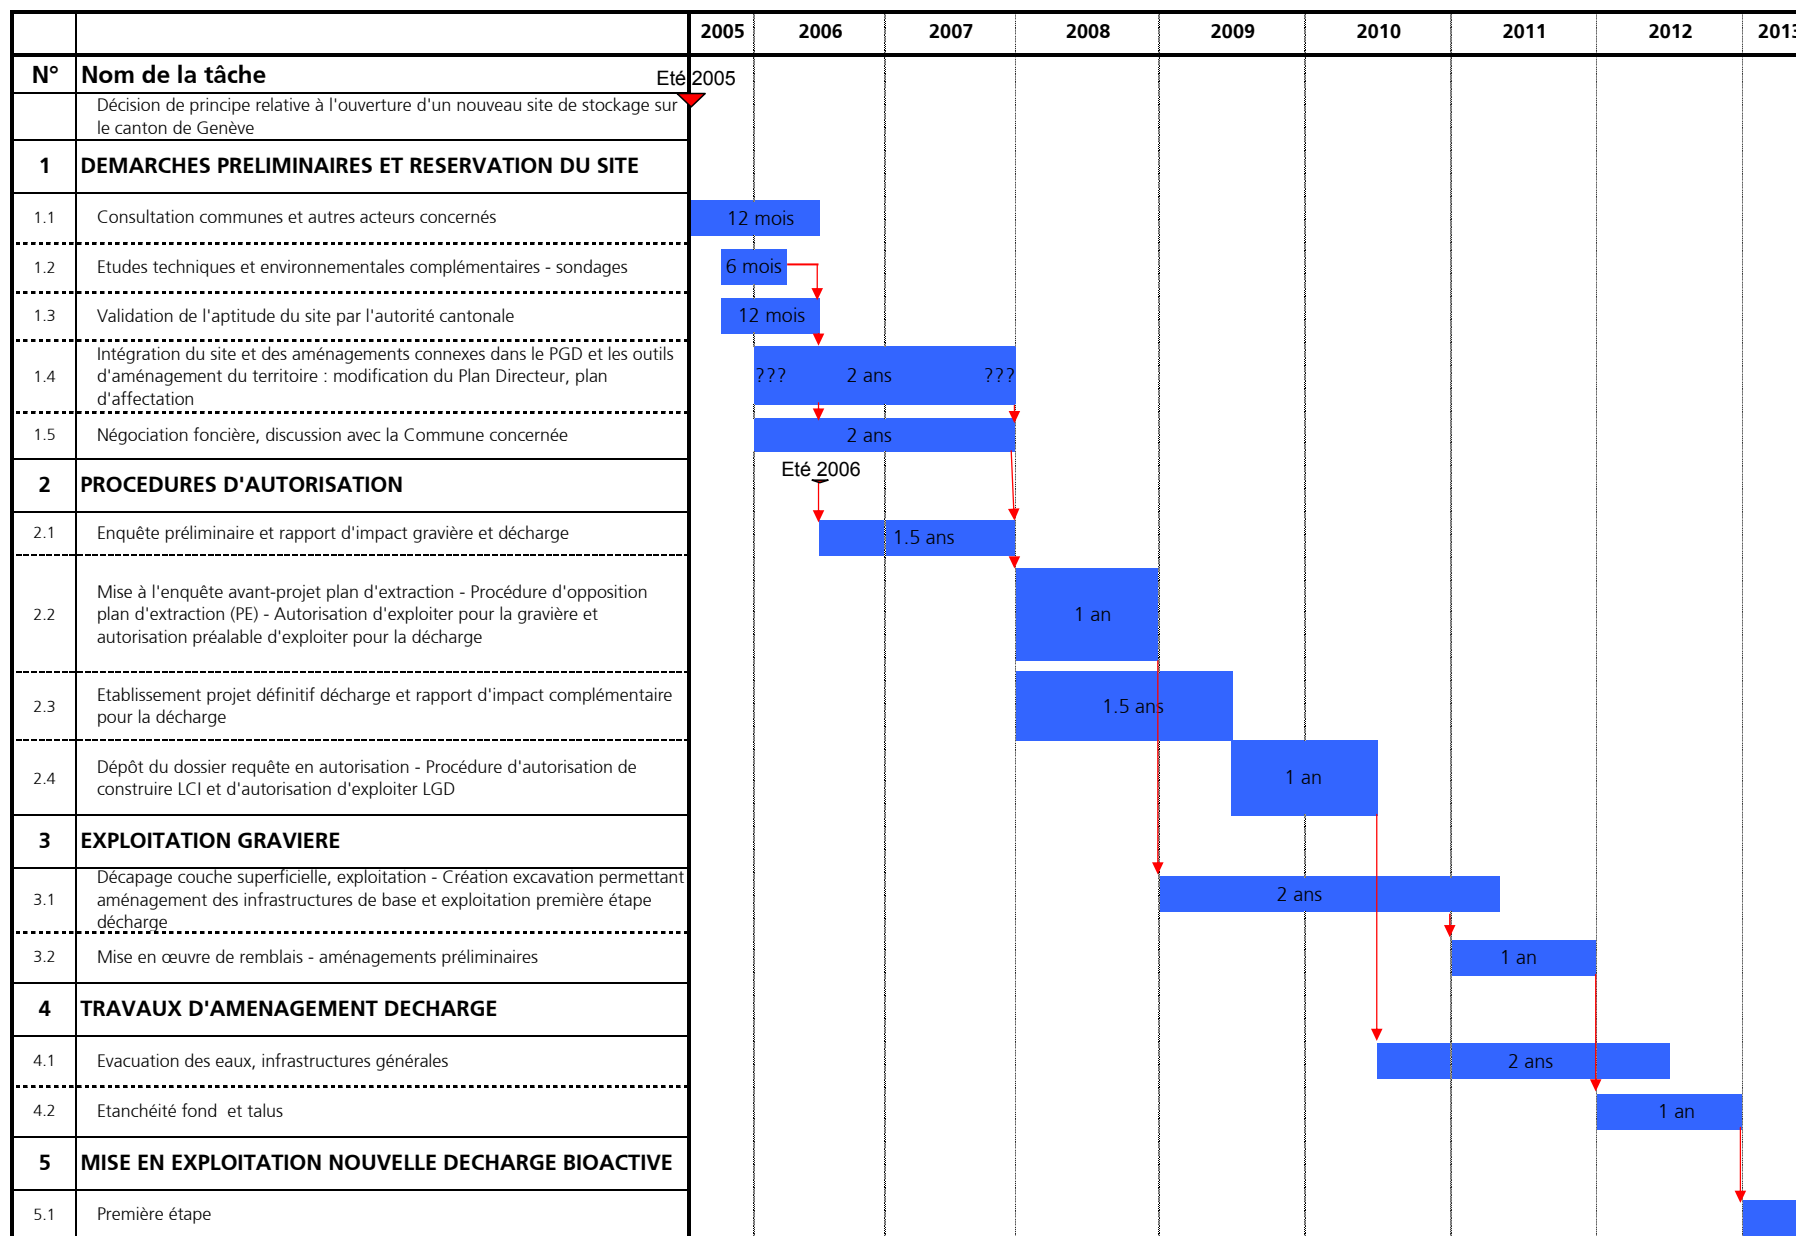 2005 2006 2007 2008 2009 2010 2011 2012 2013
N° Nom de la tâche
Eté 2005
Décision de principe relative à l'ouverture d'un nouveau site de stockage sur
le canton de Genève
1 DEMARCHES PRELIMINAIRES ET RESERVATION DU SITE
1.1 Consultation communes et autres acteurs concernés 12 mois
1.2 Etudes techniques et environnementales complémentaires - sondages 6 mois
1.3 Validation de l'aptitude du site par l'autorité cantonale 12 mois
Intégration du site et des aménagements connexes dans le PGD et les outils
1.4 d'aménagement du territoire : modification du Plan Directeur, plan ??? 2 ans ???
d'affectation
1.5 Négociation foncière, discussion avec la Commune concernée 2 ans
Eté 2006
2 PROCEDURES D'AUTORISATION
2.1 Enquête préliminaire et rapport d'impact gravière et décharge 1.5 ans
Mise à l'enquête avant-projet plan d'extraction - Procédure d'opposition
2.2 plan d'extraction (PE) - Autorisation d'exploiter pour la gravière et 1 an
autorisation préalable d'exploiter pour la décharge
2.3 Etablissement projet définitif décharge et rapport d'impact complémentaire 1.5 ans
pour la décharge
2.4 Dépôt du dossier requête en autorisation - Procédure d'autorisation de 1 an
construire LCI et d'autorisation d'exploiter LGD
3 EXPLOITATION GRAVIERE
Décapage couche superficielle, exploitation - Création excavation permettant
3.1 aménagement des infrastructures de base et exploitation première étape 2 ans
décharge
3.2 Mise en œuvre de remblais - aménagements préliminaires 1 an
4 TRAVAUX D'AMENAGEMENT DECHARGE
4.1 Evacuation des eaux, infrastructures générales 2 ans
4.2 Etanchéité fond et talus 1 an
5 MISE EN EXPLOITATION NOUVELLE DECHARGE BIOACTIVE
5.1 Première étape